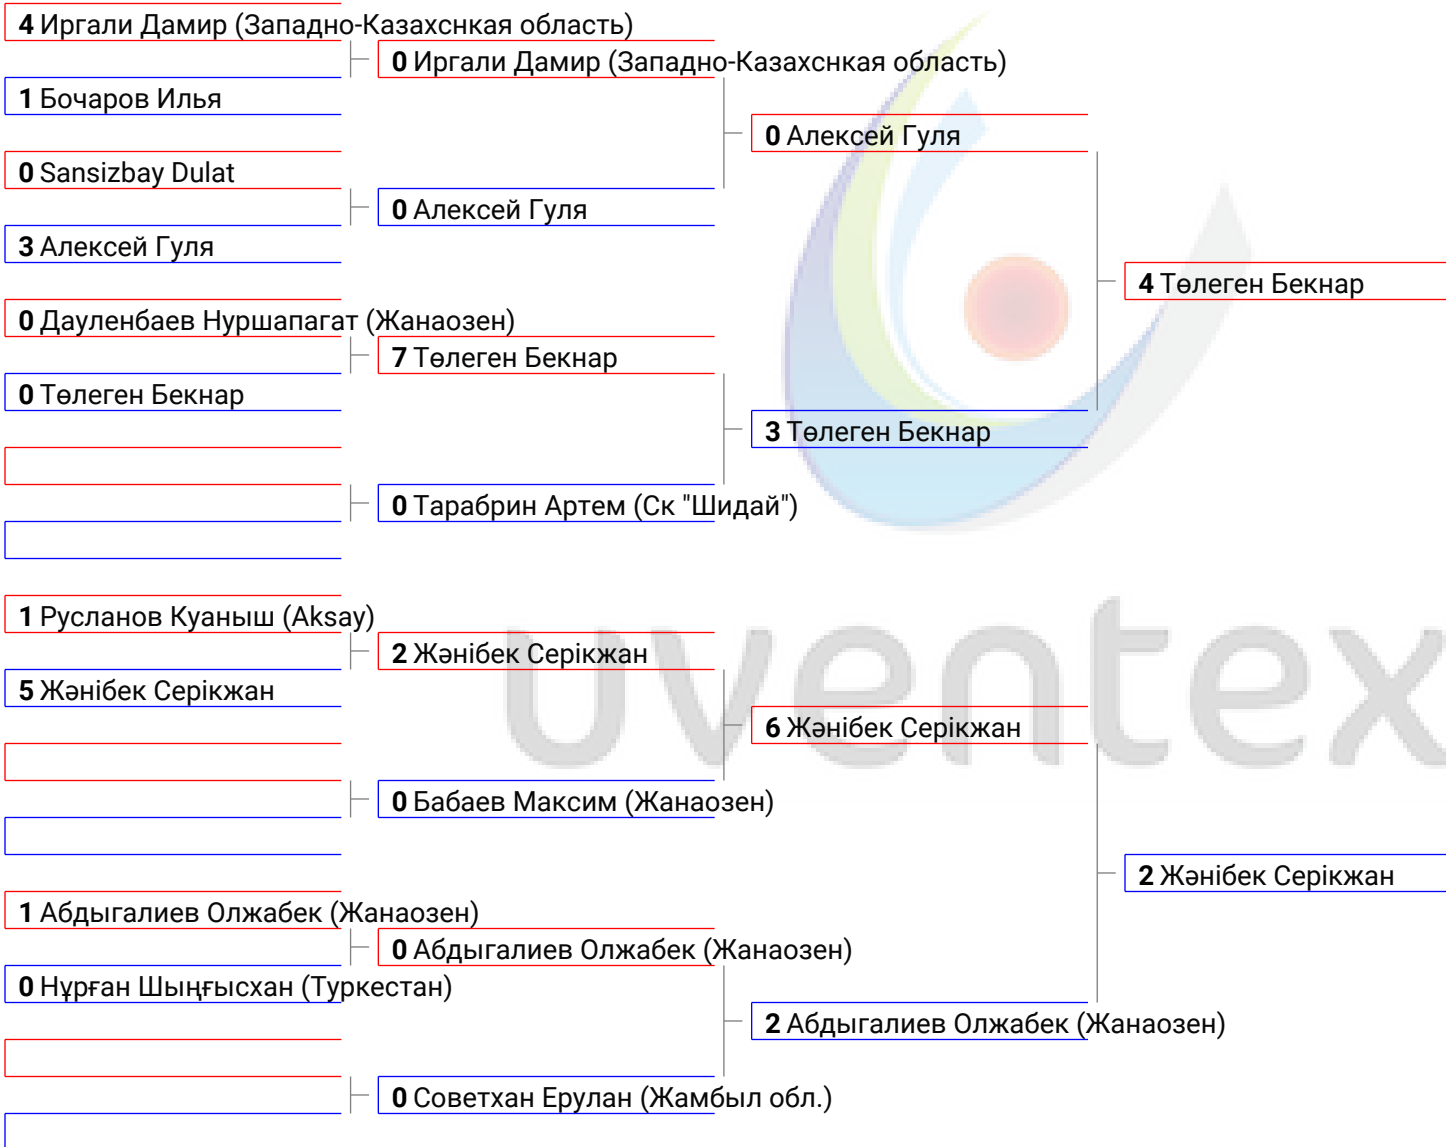 4 Иргали Дамир (Западно-Казахснкая область)
0 Иргали Дамир (Западно-Казахснкая область)
1 Бочаров Илья
0 Алексей Гуля
0 Sansizbay Dulat
0 Алексей Гуля
3 Алексей Гуля
4 Төлеген Бекнар
0 Дауленбаев Нуршапагат (Жанаозен)
7 Төлеген Бекнар
0 Төлеген Бекнар
3 Төлеген Бекнар
0 Тарабрин Артем (Ск "Шидай")
1 Русланов Куаныш (Aksay)
2 Жәнібек Серікжан
5 Жәнібек Серікжан
6 Жәнібек Серікжан
uventex
0 Бабаев Максим (Жанаозен)
2 Жәнібек Серікжан
1 Абдыгалиев Олжабек (Жанаозен)
0 Абдыгалиев Олжабек (Жанаозен)
0 Нұрған Шыңғысхан (Туркестан)
2 Абдыгалиев Олжабек (Жанаозен)
0 Советхан Ерулан (Жамбыл обл.)